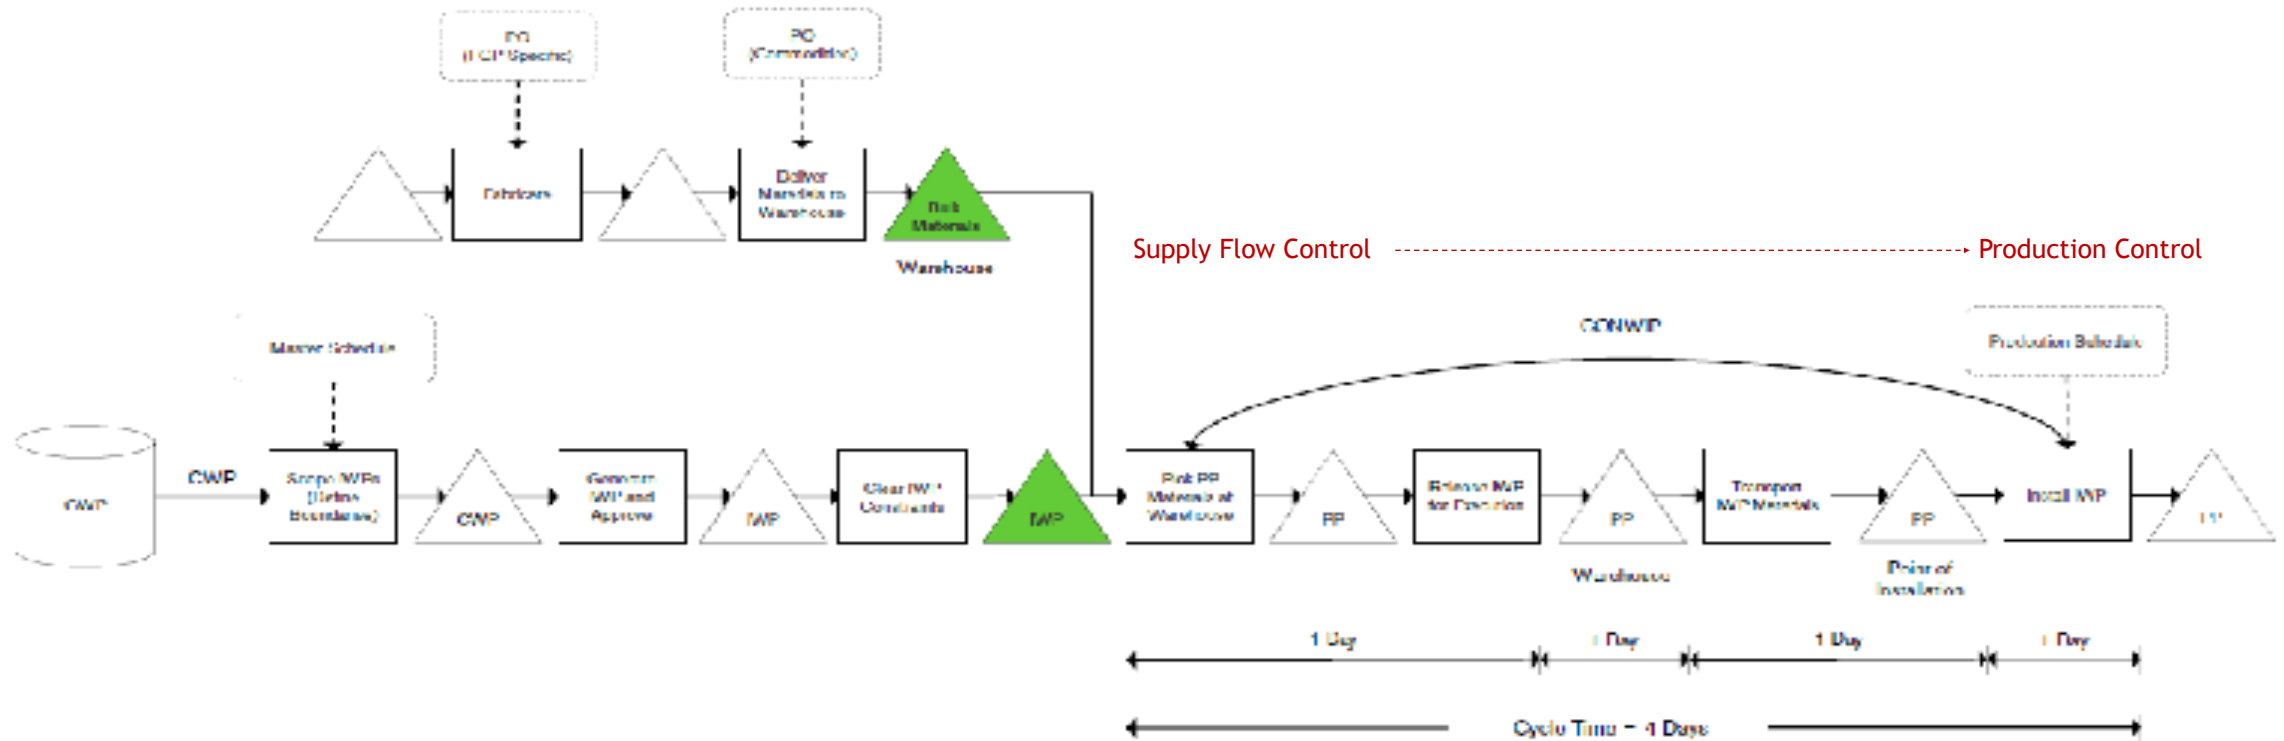 PO
PO
(Commodities)
Fabricate
Deliver
Materials to
Warehouse
Bulk
Materials
Warehouse
Supply Flow Control
Production Control
CONWIP
Master Schedule
Production Schedule
CWP
CWP
Scope IWPs
(Define
Boundaries)
CWP
Generate
IWP and
Approve
IWP
Clear IWP
Constraints
IWP
Pick PP
Materials at
Warehouse
PP
Release IWP
for Execution
PP
Warehouse
Transport
IWP Materials
PP
Point of
Installation
Install IWP
PP
1 Day
1 Day
1 Day
1 Day
Cycle Time = 4 Days